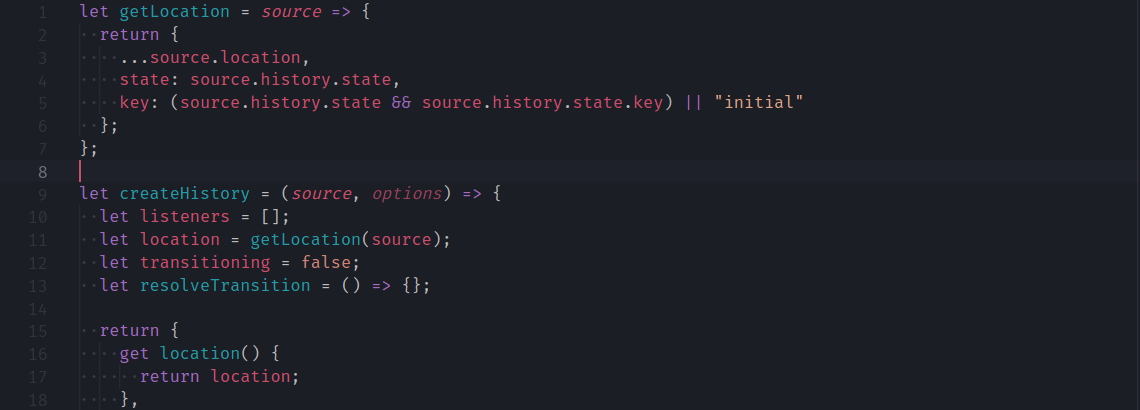 1 let getLocation = source => {
2   return {
3     ...source.location,
4     state: source.history.state,
5     key: (source.history.state && source.history.state.key) || "initial"
6   };
7 };
8
9 let createHistory = (source, options) => {
10   let listeners = [];
11   let location = getLocation(source);
12   let transitioning = false;
13   let resolveTransition = () => {};
14
15   return {
16     get location() {
17       return location;
18     },